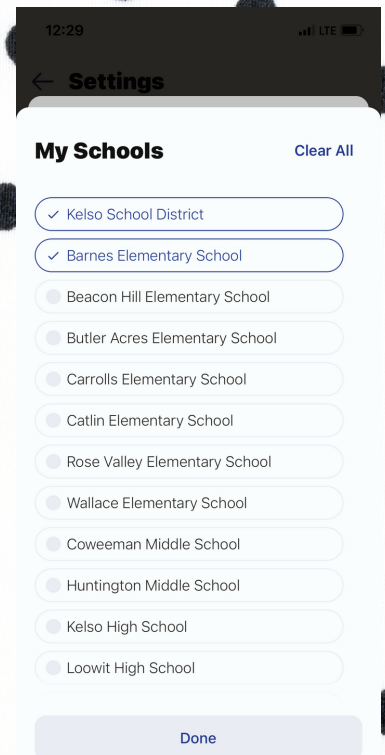 12:29
LTE
Settings
My Schools
Clear All
Kelso School District
Barnes Elementary School
Beacon Hill Elementary School
Butler Acres Elementary School
Carrolls Elementary School
Catlin Elementary School
Rose Valley Elementary School
Wallace Elementary School
Coweeman Middle School
Huntington Middle School
Kelso High School
Loowit High School
Done